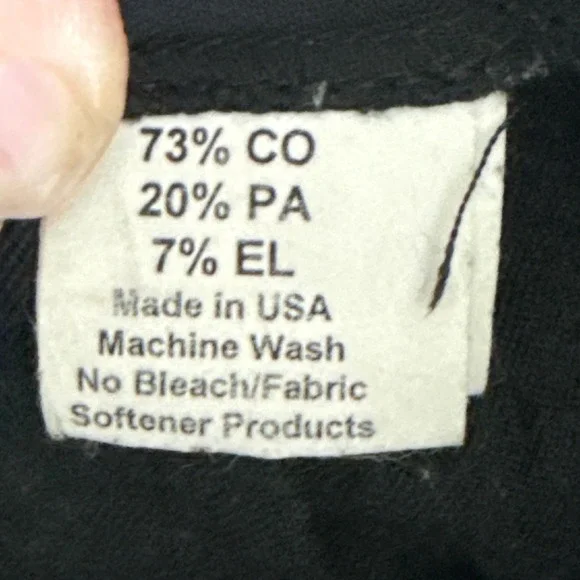 73% CO
20% PA
7% EL
Made in USA
Machine Wash
No Bleach/Fabric
Softener Products